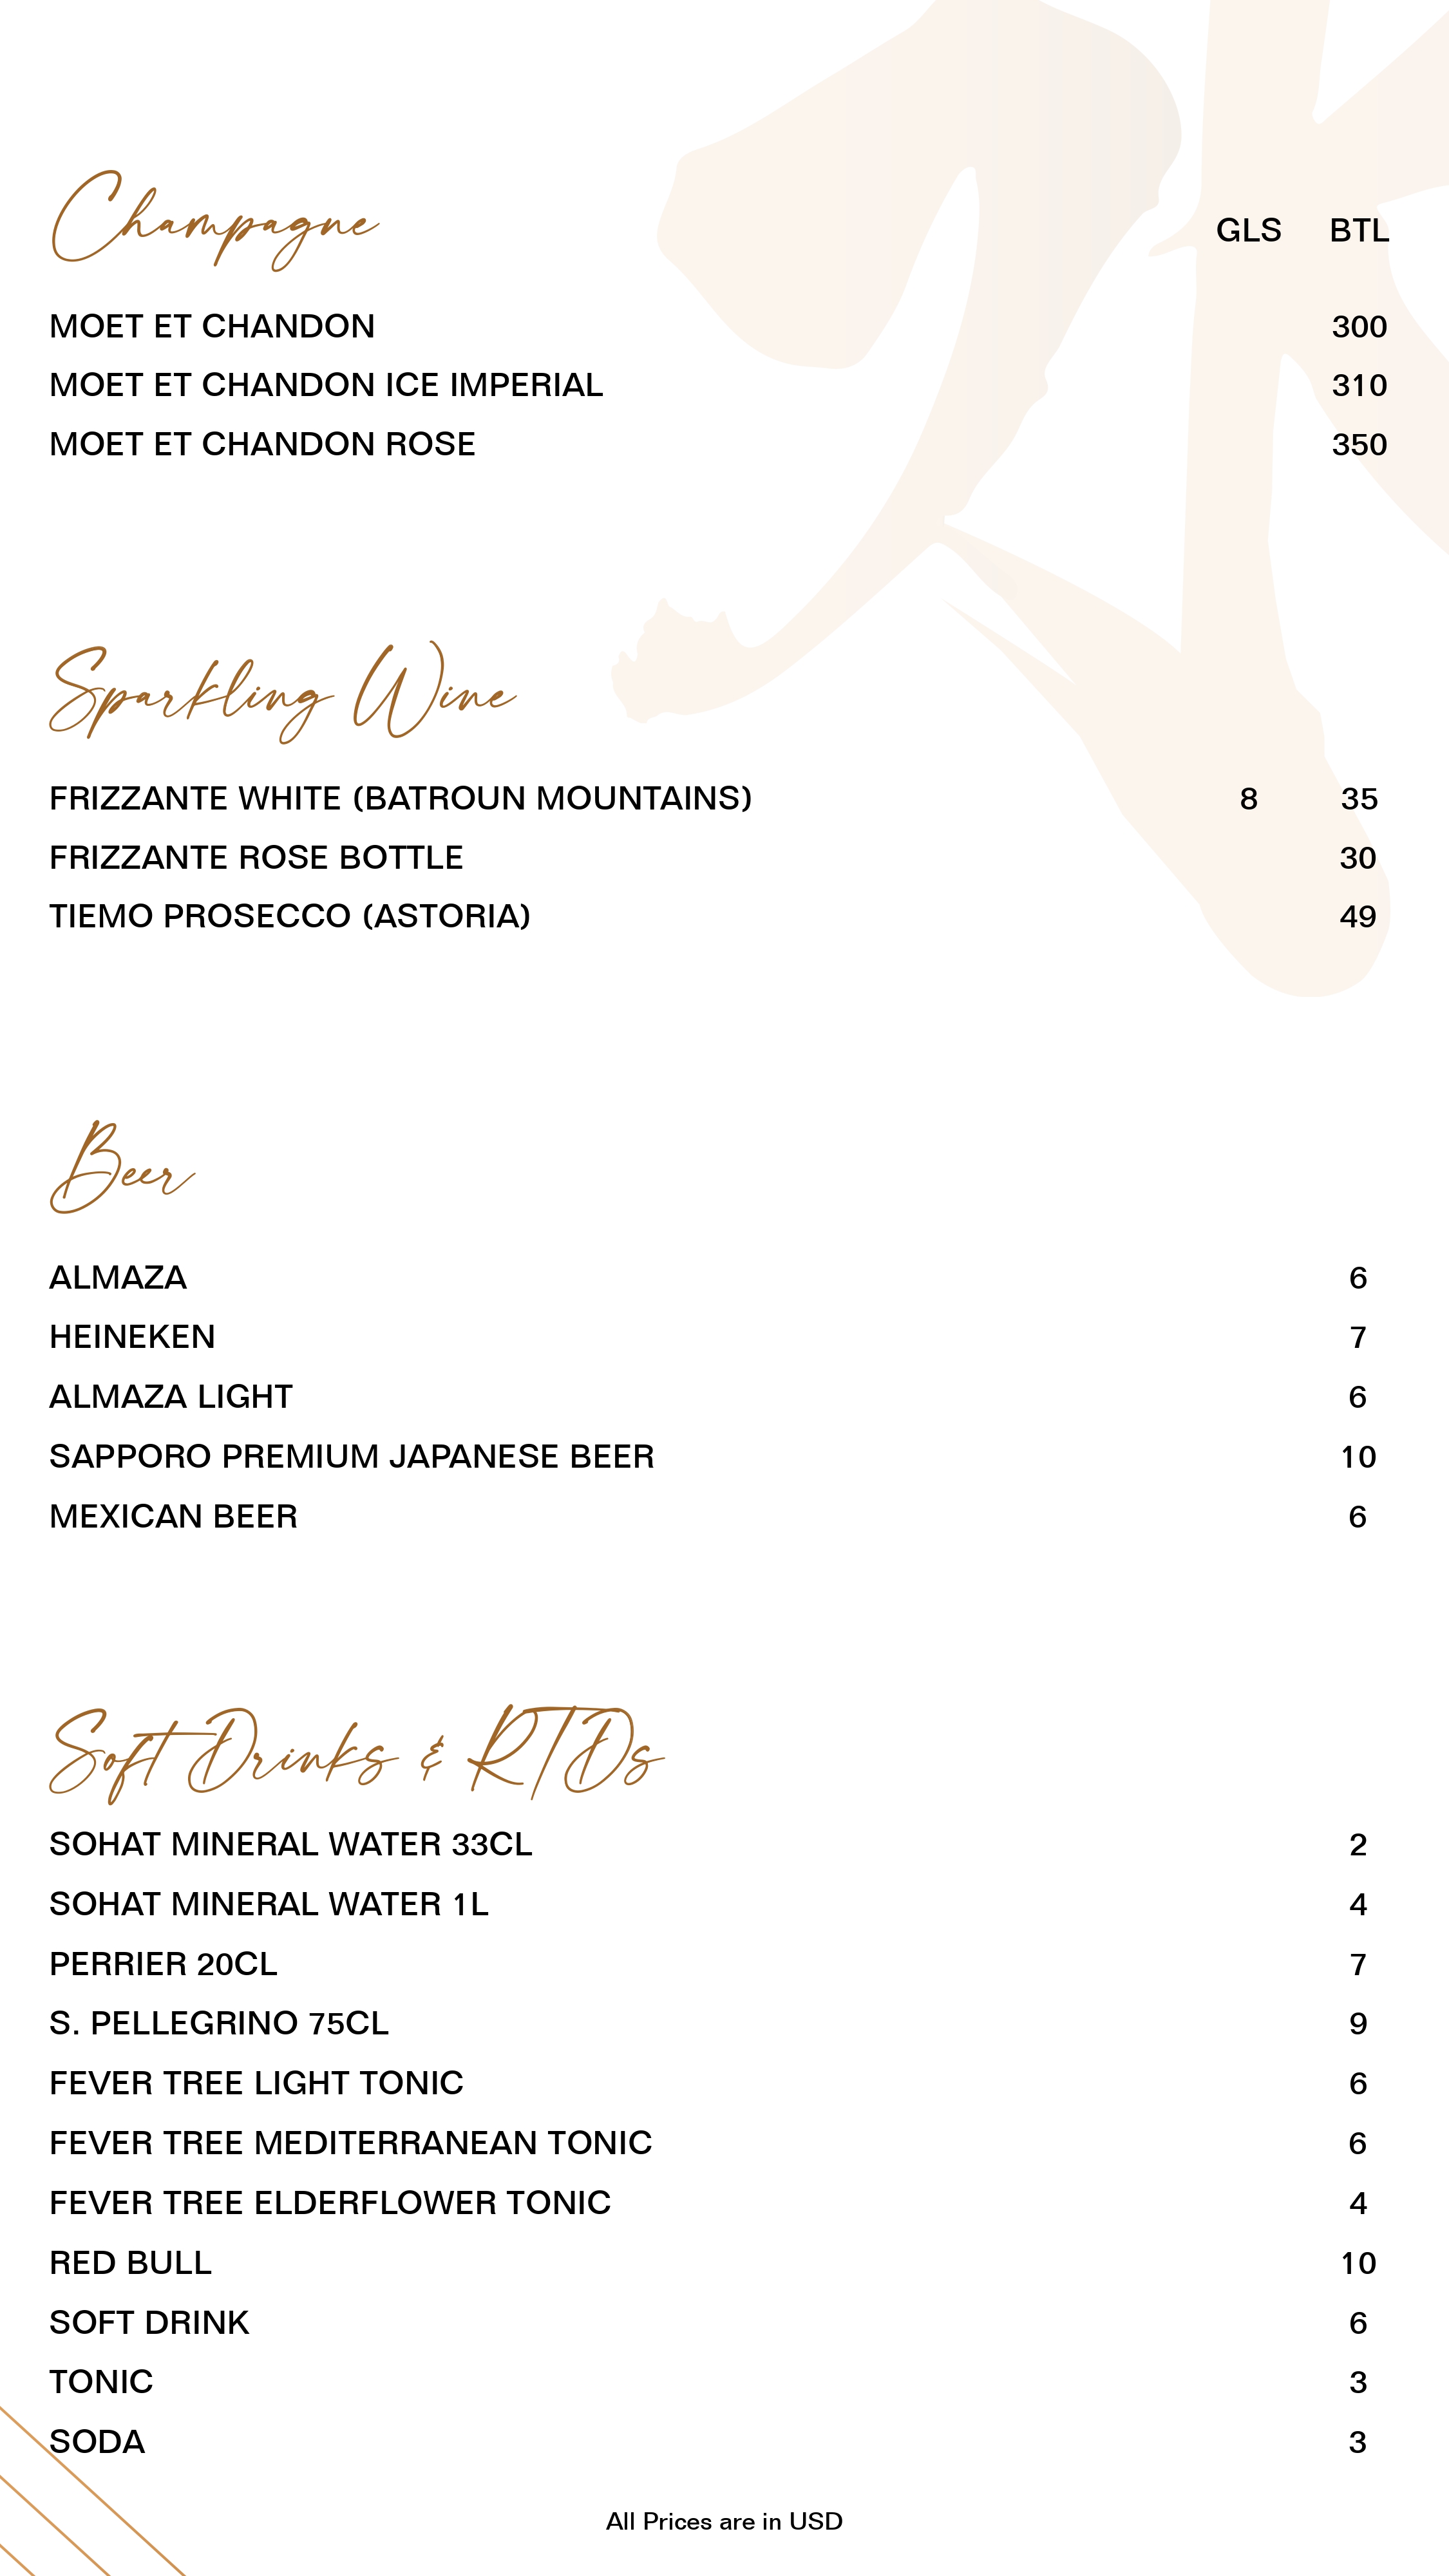 Champagne GLS BTL
MOET ET CHANDON 300
MOET ET CHANDON ICE IMPERIAL 310
MOET ET CHANDON ROSE 350
Sparkling Wine
FRIZZANTE WHITE (BATROUN MOUNTAINS) 8 35
FRIZZANTE ROSE BOTTLE 30
TIEMO PROSECCO (ASTORIA) 49
Beer
ALMAZA 6
HEINEKEN 7
ALMAZA LIGHT 6
SAPPORO PREMIUM JAPANESE BEER 10
MEXICAN BEER 6
Soft Drinks & RTDs
SOHAT MINERAL WATER 33CL 2
SOHAT MINERAL WATER 1L 4
PERRIER 20CL 7
S. PELLEGRINO 75CL 9
FEVER TREE LIGHT TONIC 6
FEVER TREE MEDITERRANEAN TONIC 6
FEVER TREE ELDERFLOWER TONIC 4
RED BULL 10
SOFT DRINK 6
TONIC 3
SODA 3
All Prices are in USD